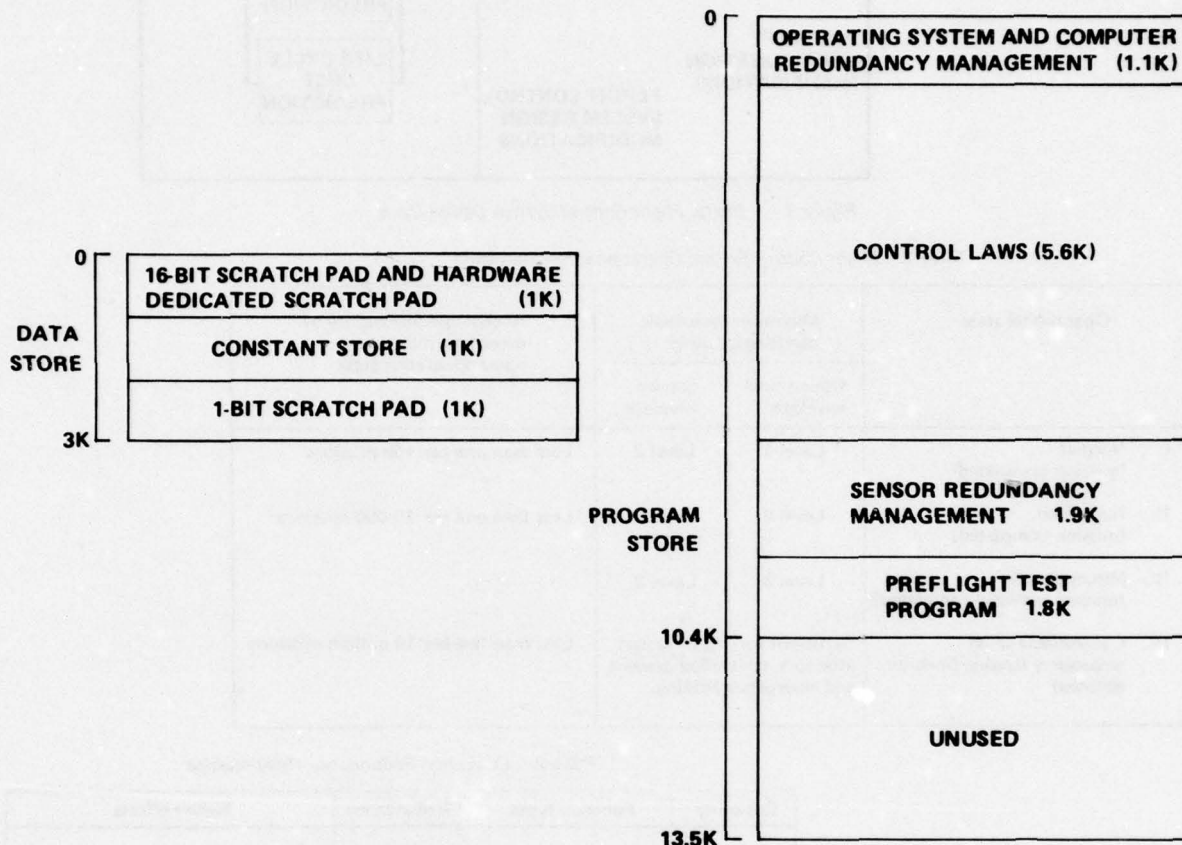 0
OPERATING SYSTEM AND COMPUTER
REDUNDANCY MANAGEMENT (1.1K)
CONTROL LAWS (5.6K)
0
16-BIT SCRATCH PAD AND HARDWARE
DEDICATED SCRATCH PAD (1K)
DATA
STORE
CONSTANT STORE (1K)
1-BIT SCRATCH PAD (1K)
3K
PROGRAM
STORE
SENSOR REDUNDANCY
MANAGEMENT 1.9K
PREFLIGHT TEST
PROGRAM 1.8K
10.4K
UNUSED
13.5K